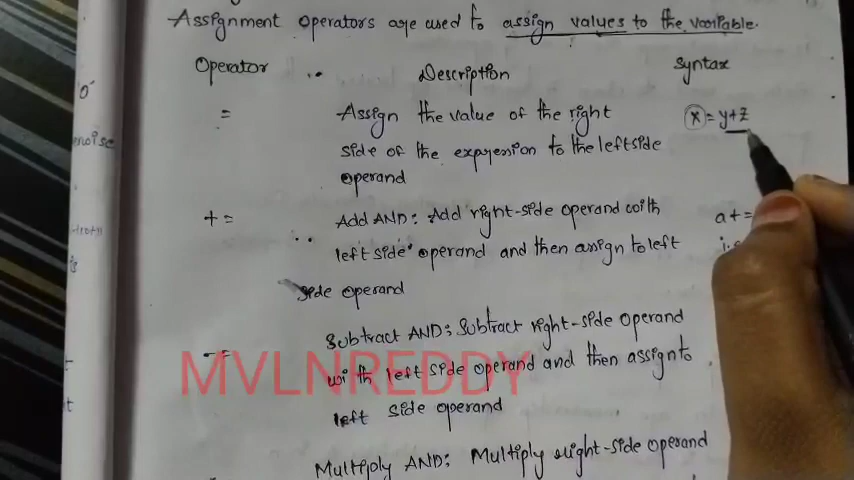 Assignment operators are used to assign values to the variable.
Operator Description Syntax
= Assign the value of the right x = y+z
side of the expression to the leftside
operand
+= Add AND: Add right-side operand with a+=
left side operand and then assign to left
side operand
Subtract AND: Subtract right-side operand
-= with left side operand and then assign to
left side operand
MVLNREDDY
Multiply AND: Multiply right-side operand